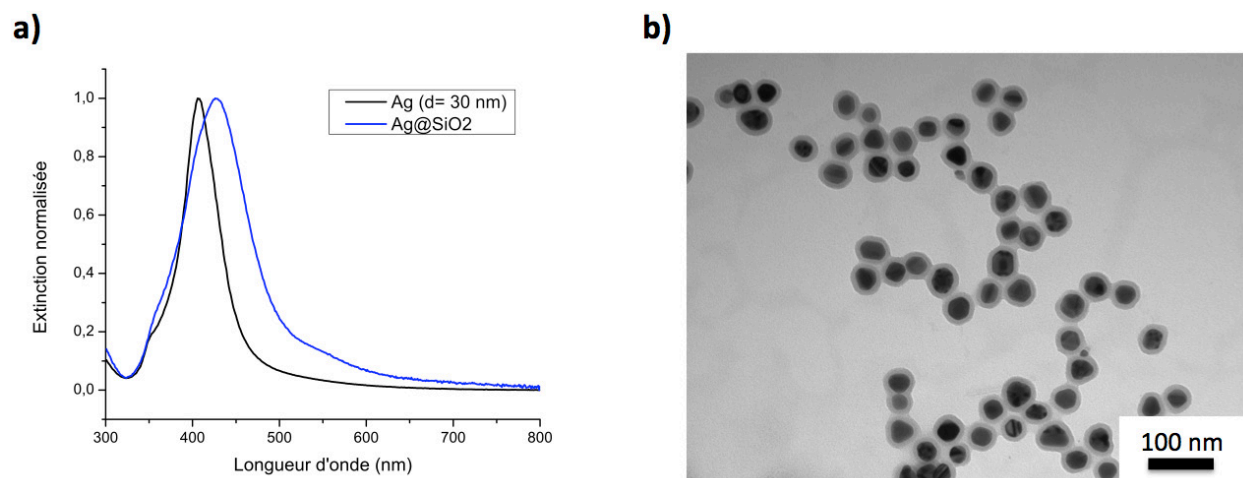 a)
b)
Extinction normalisée
1,0
0,8
0,6
0,4
0,2
0,0
Ag (d= 30 nm)
Ag@SiO2
300
400
500
600
700
800
Longueur d'onde (nm)
100 nm